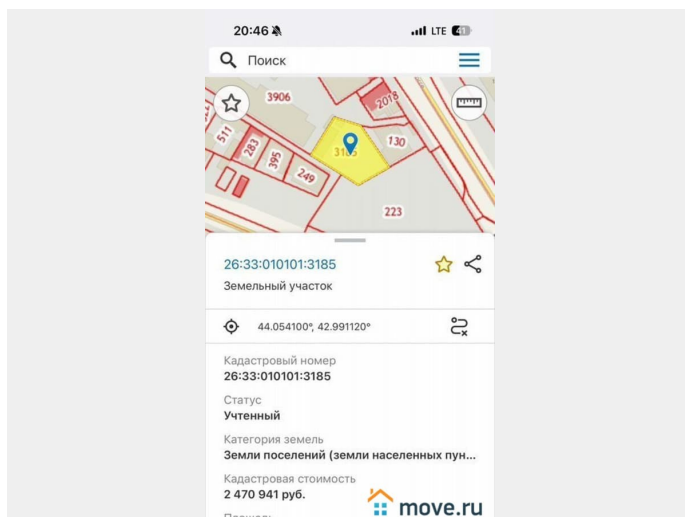 20:46
LTE 41
Поиск
3906
2018
511
283
395
249
3185
130
223
26:33:010101:3185
Земельный участок
44.054100°, 42.991120°
Кадастровый номер
26:33:010101:3185
Статус
Учтенный
Категория земель
Земли поселений (земли населенных пун...
Кадастровая стоимость
2 470 941 руб.
move.ru